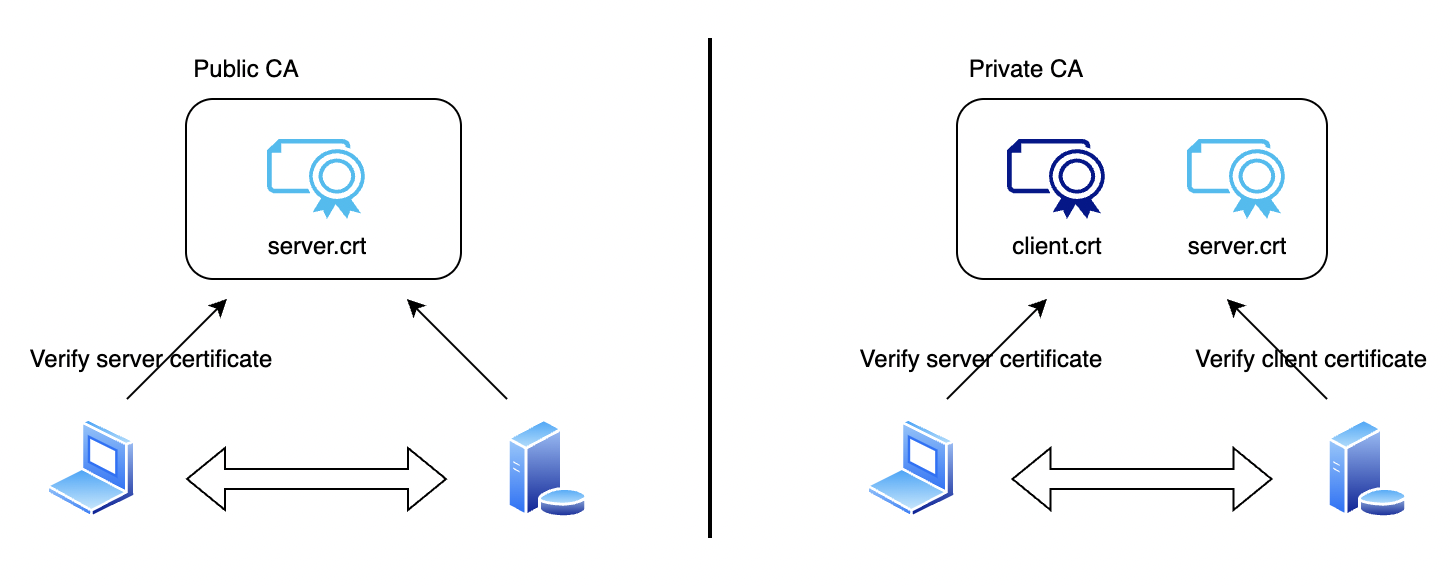 Public CA
server.crt
Verify server certificate
Private CA
client.crt
server.crt
Verify server certificate
Verify client certificate